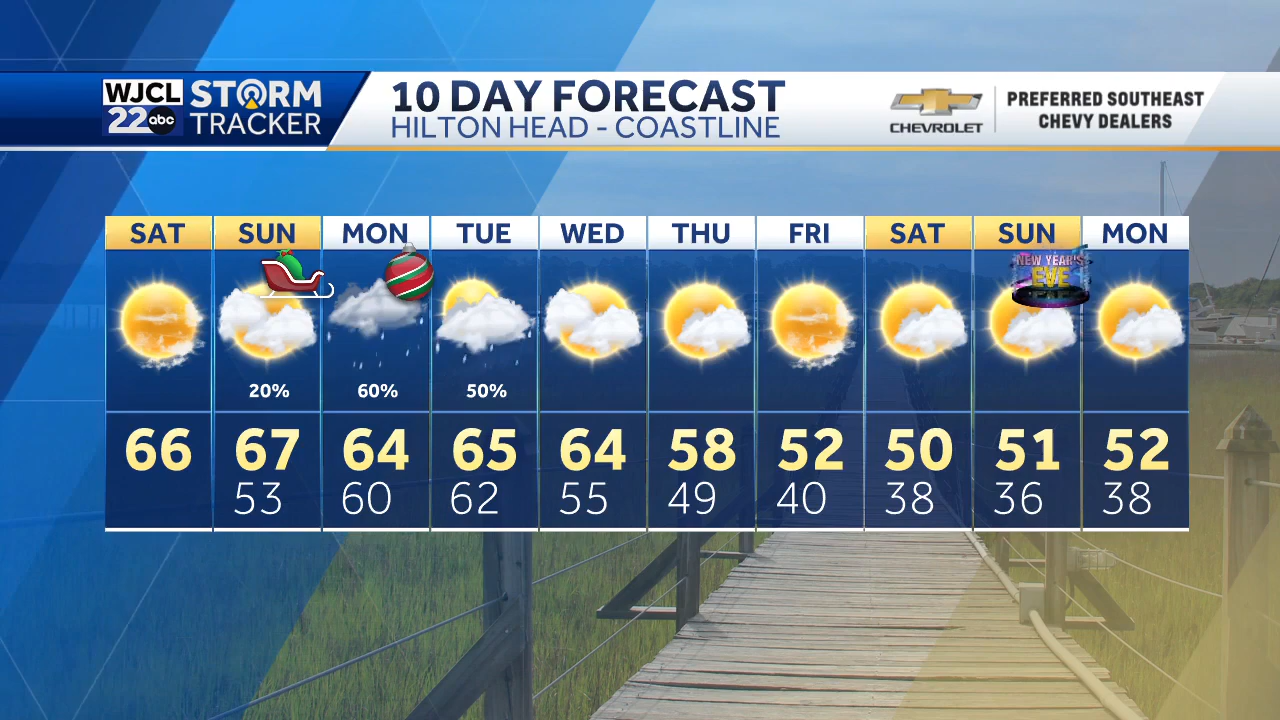 WJCL
22 abc
STORM
TRACKER
10 DAY FORECAST
HILTON HEAD - COASTLINE
CHEVROLET
PREFERRED SOUTHEAST
CHEVY DEALERS
SAT SUN MON TUE WED THU FRI SAT SUN MON
NEW YEAR'S
EVE
20% 60% 50%
66 67 64 65 64 58 52 50 51 52
53 60 62 55 49 40 38 36 38